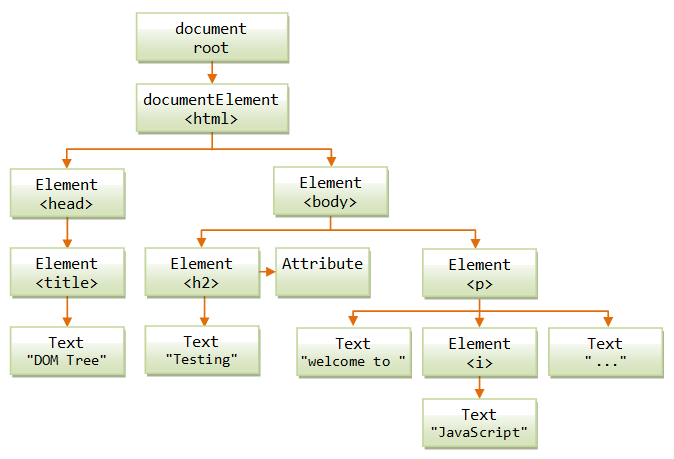 document
root
documentElement
<html>
Element
<head>
Element
<body>
Element
<title>
Element
<h2>
Attribute
Element
<p>
Text
"DOM Tree"
Text
"Testing"
Text
"welcome to "
Element
<i>
Text
"..."
Text
"JavaScript"